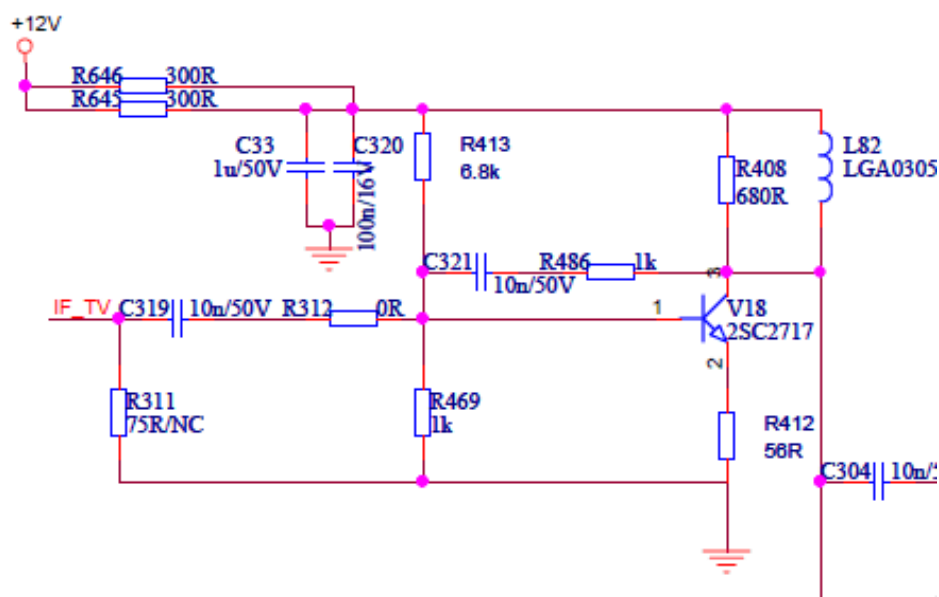 +12V
R646 300R
R645 300R
C33
1u/50V
C320
100n/16V
R413
6.8k
R408
680R
L82
LGA0305
C321
10n/50V
R486 1k
3
IF_TV
C319 10n/50V
R312 0R
1
V18
2SC2717
2
R311
75R/NC
R469
1k
R412
56R
C304 10n/5